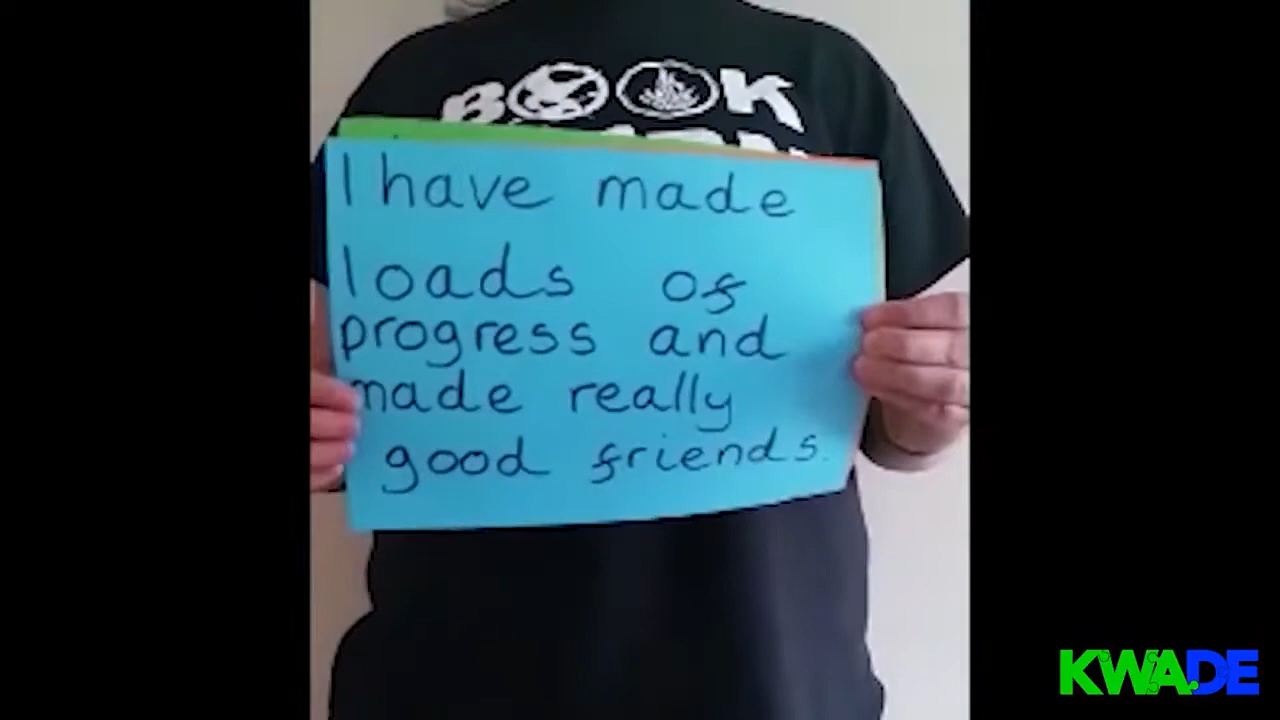 BOOK
I have made
loads of
progress and
made really
good friends.
KWADE